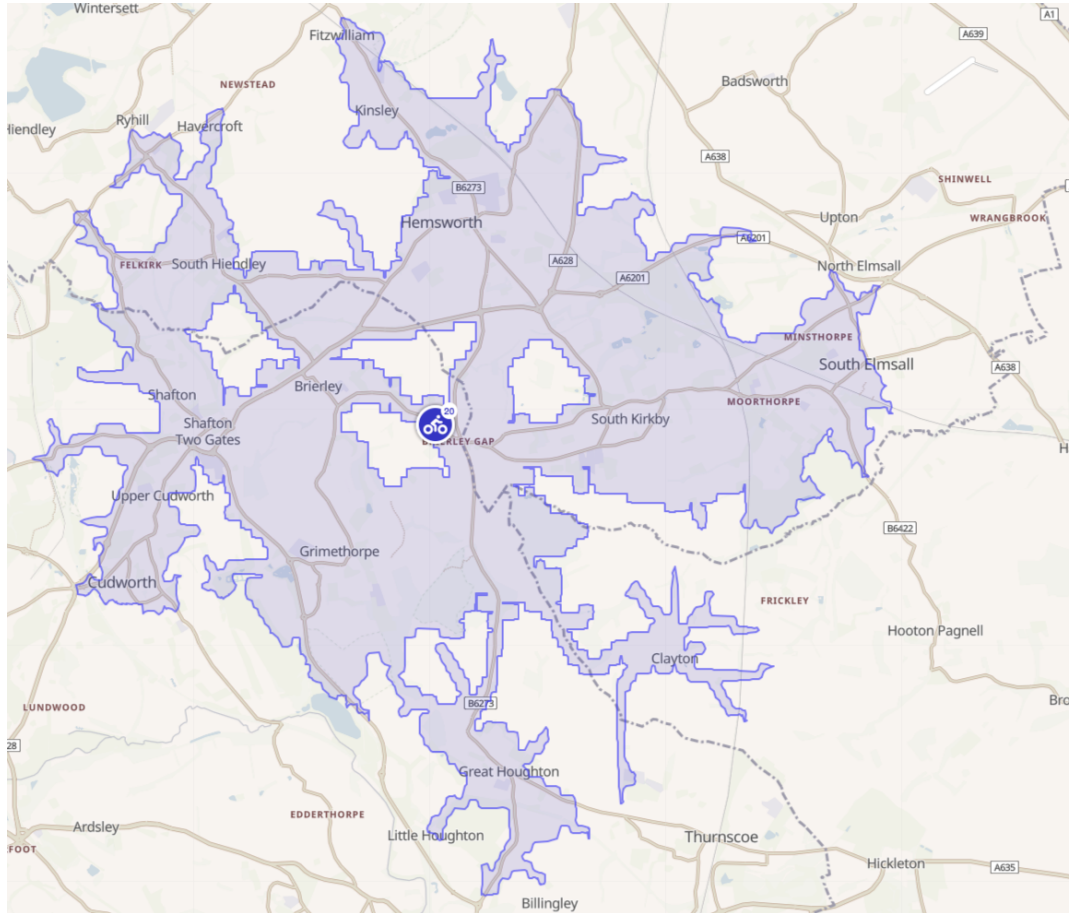 Wintersett
A1
Fitzwilliam
A639
Badsworth
NEWSTEAD
Kinsley
Ryhill
Havercroft
Hiendley
A638
SHINWELL
B6273
Upton
WRANGBROOK
Hemsworth
A6201
FELKIRK
South Hiendley
A628
North Elmsall
A6201
MINSTHORPE
South Elmsall
A638
Brierley
Shafton
MOORTHORPE
20
Shafton
Two Gates
South Kirkby
BRIERLEY GAP
Upper Cudworth
B6422
Grimethorpe
Cudworth
FRICKLEY
Hooton Pagnell
Clayton
LUNDWOOD
B6273
Bro
28
Great Houghton
EDDERTHORPE
Ardsley
Little Houghton
Thurnscoe
EFOOT
Hickleton
A635
Billingley